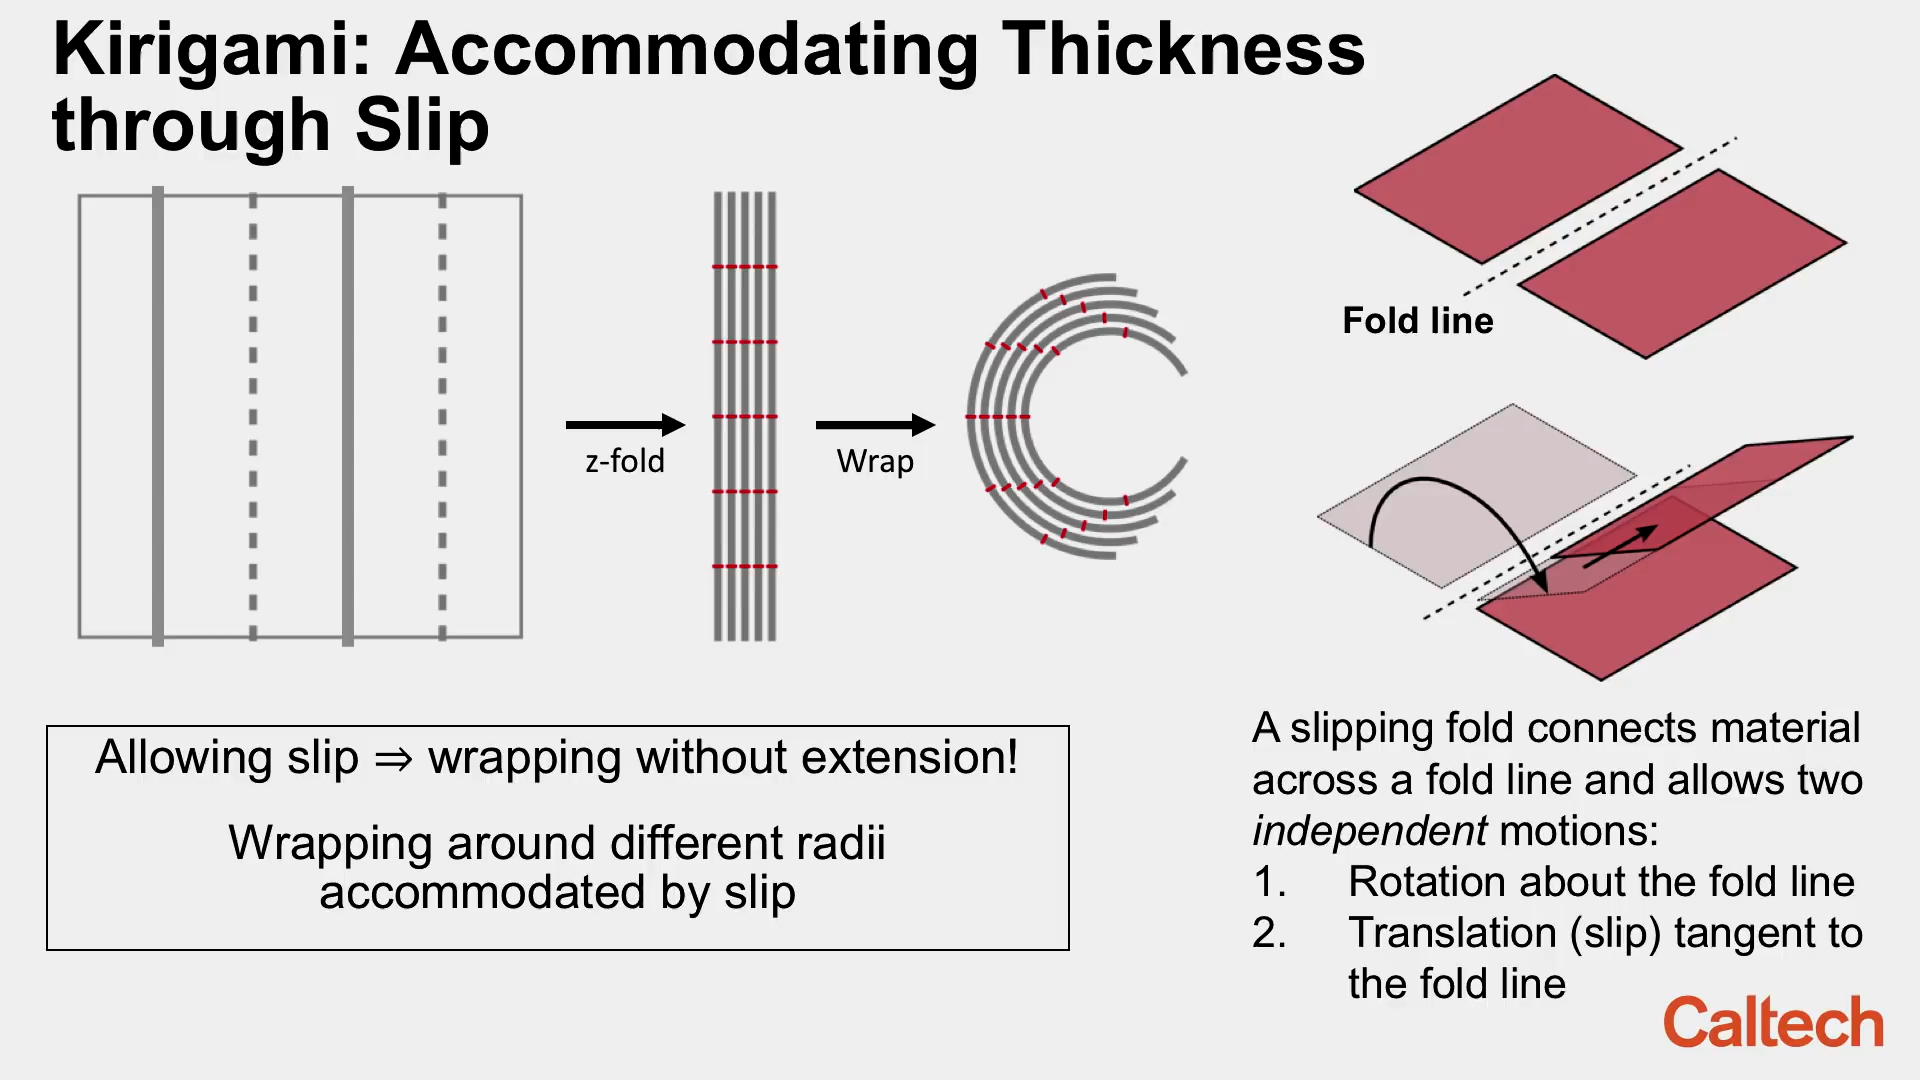 Kirigami: Accommodating Thickness
through Slip
z-fold
Wrap
Fold line
Allowing slip ⇒ wrapping without extension!
Wrapping around different radii
accommodated by slip
A slipping fold connects material
across a fold line and allows two
independent motions:
1. Rotation about the fold line
2. Translation (slip) tangent to
the fold line
Caltech